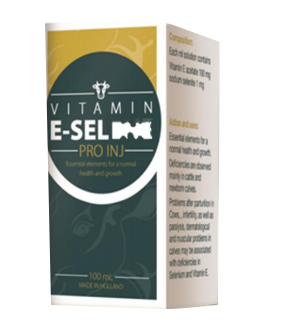 VITAMIN
E-SEL
PRO INJ
Essential elements for a normal
health and growth.
100 mL
MADE IN HOLLAND
Composition:
Each ml solution contains
Vitamin E acetate 160 mg
sodium selenite 1 mg
Action and uses:
Essential elements for a
normal health and growth.
Deficiencies are observed
mainly in cattle and
newborn calves.
Problems after parturition in
Cows, , infertility, as well as
paralysis, dermatological
and muscular problems in
calves may be associated
with deficiencies in
Selenium and Vitamin E.